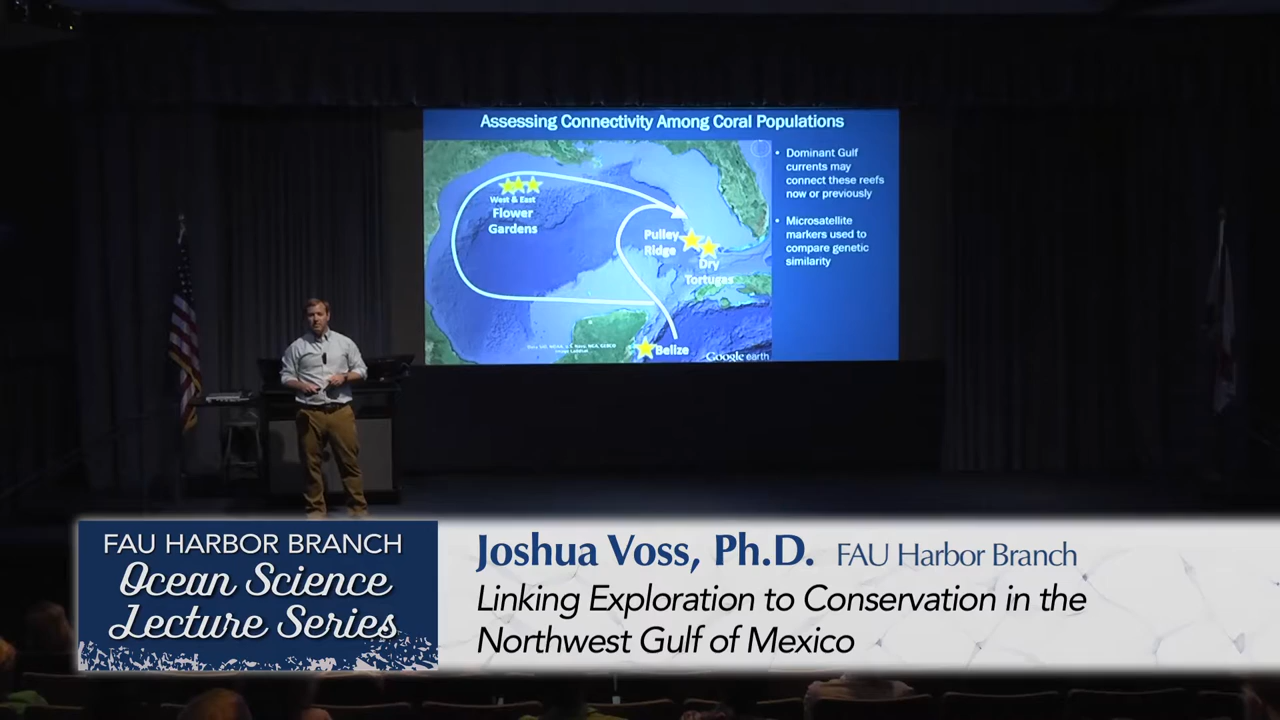 Assessing Connectivity Among Coral Populations
West & East
Flower
Gardens
Pulley
Ridge
Dry
Tortugas
Belize
Google earth
• Dominant Gulf
currents may
connect these reefs
now or previously
• Microsatellite
markers used to
compare genetic
similarity
FAU HARBOR BRANCH
Ocean Science
Lecture Series
Joshua Voss, Ph.D. FAU Harbor Branch
Linking Exploration to Conservation in the
Northwest Gulf of Mexico